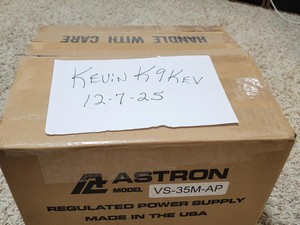 HANDLE WITH CARE
KEVIN K9KEV
12-7-25
ASTRON
MODEL VS-35M-AP
REGULATED POWER SUPPLY
MADE IN THE USA